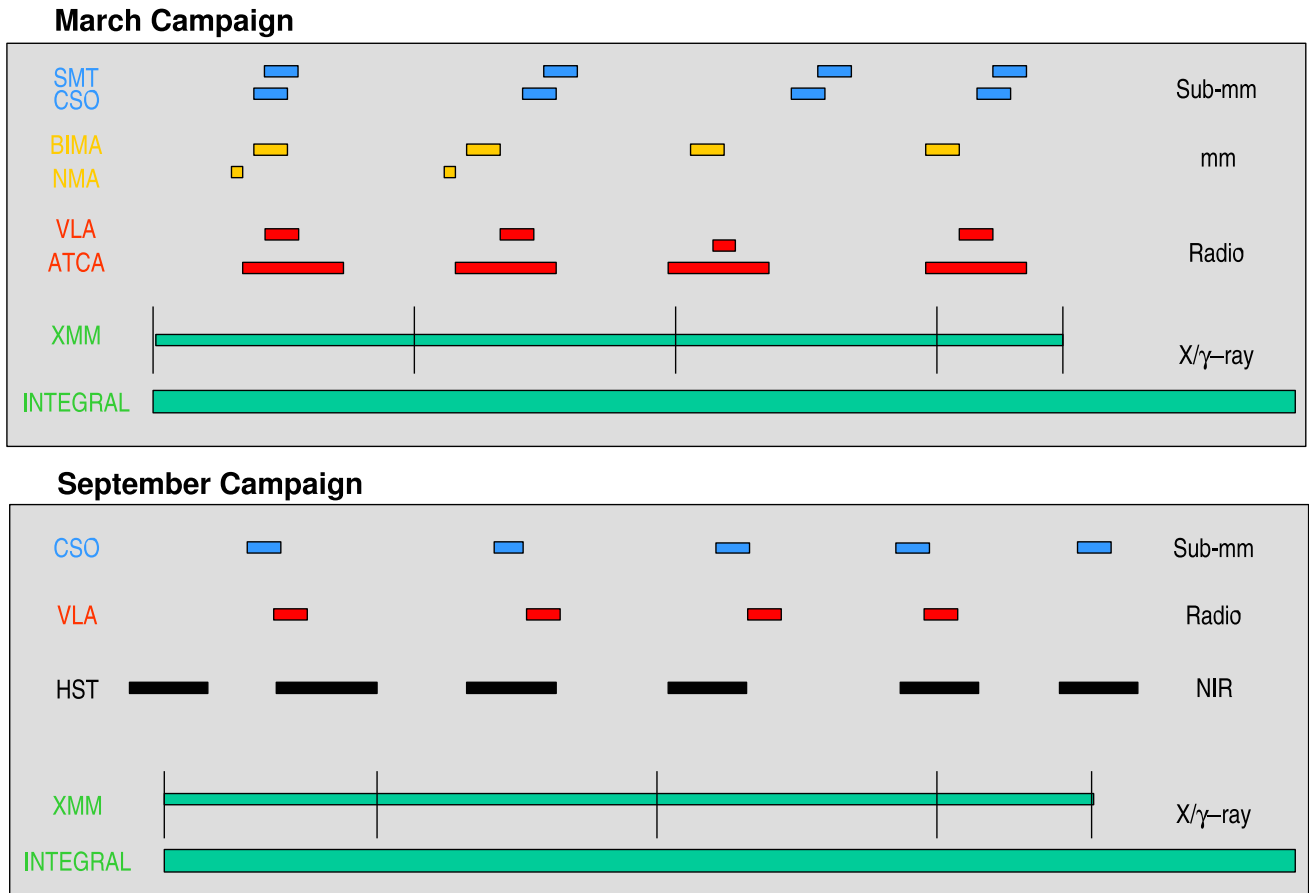 March Campaign
SMT
CSO
Sub-mm
BIMA
NMA
mm
VLA
ATCA
Radio
XMM
X/γ–ray
INTEGRAL
September Campaign
CSO
Sub-mm
VLA
Radio
HST
NIR
XMM
X/γ–ray
INTEGRAL